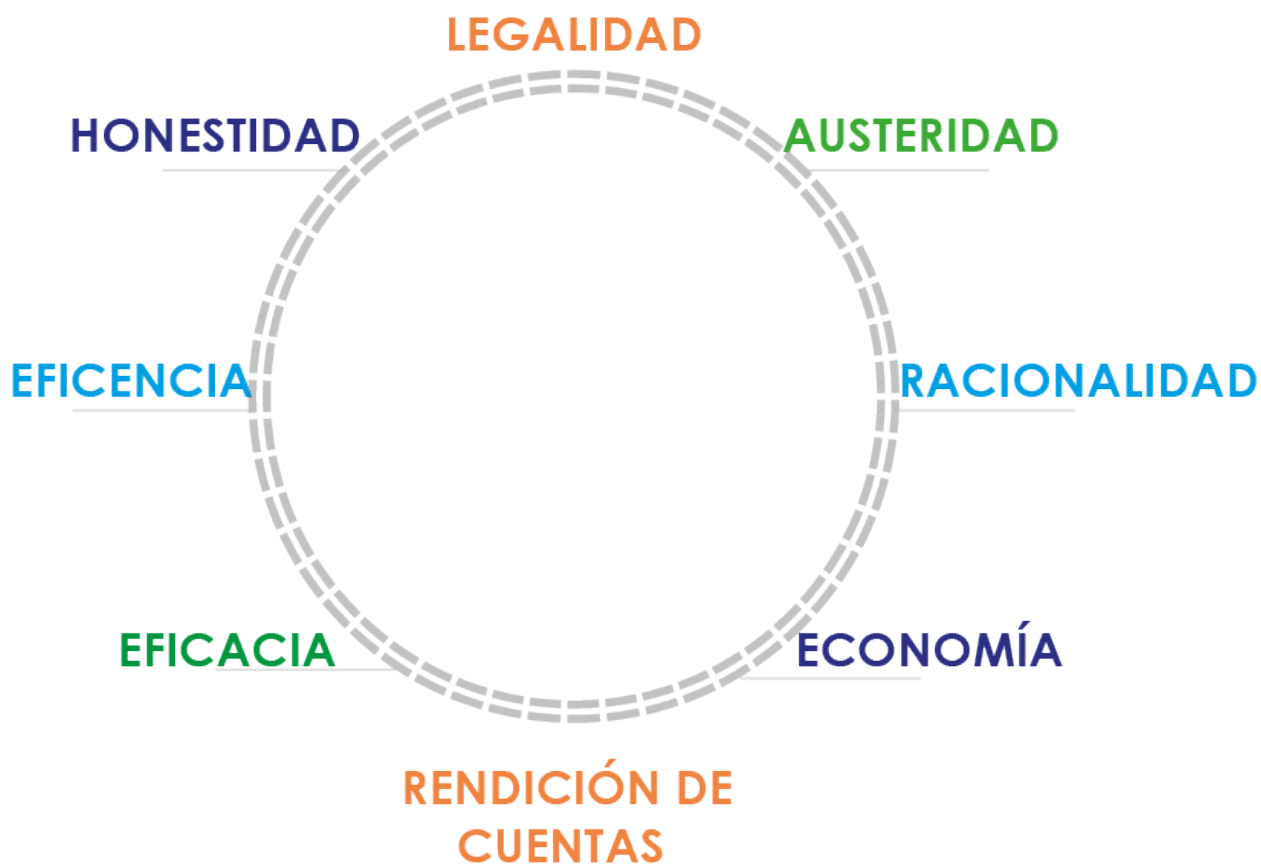 LEGALIDAD
HONESTIDAD
AUSTERIDAD
EFICENCIA
RACIONALIDAD
EFICACIA
ECONOMÍA
RENDICIÓN DE
CUENTAS